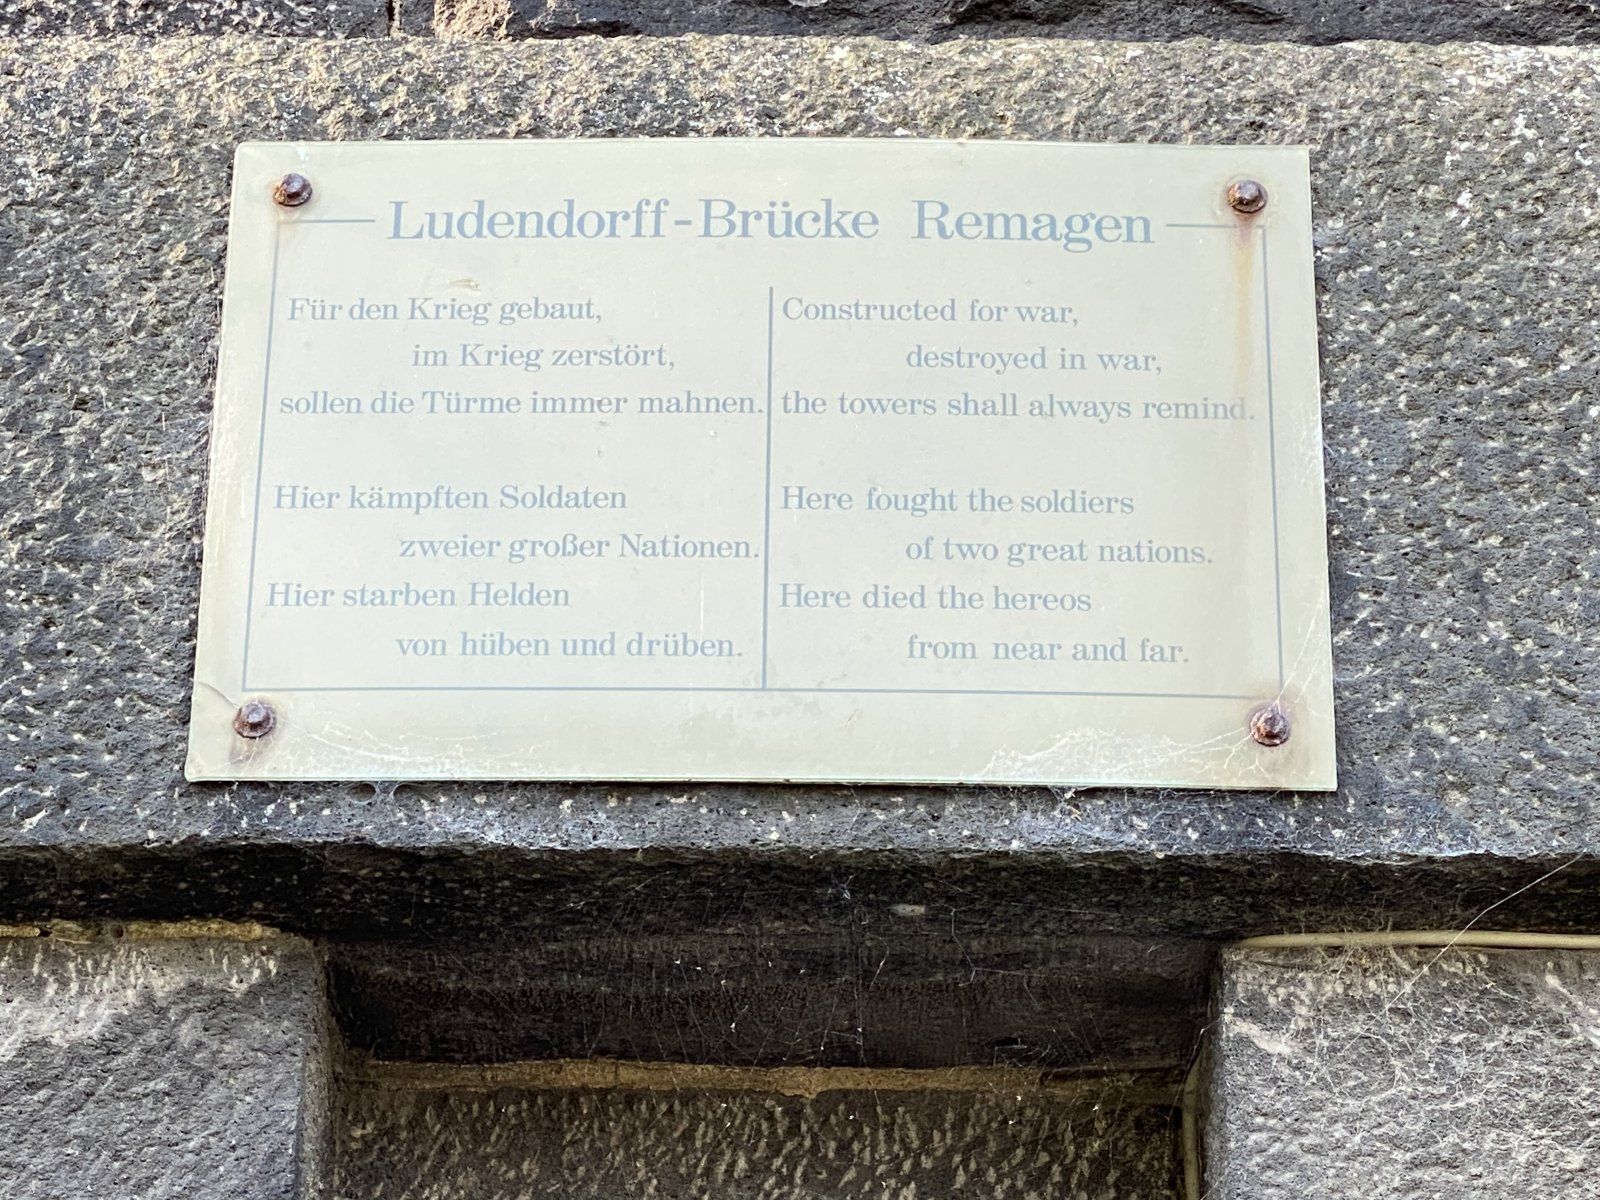 Ludendorff-Brücke Remagen
Für den Krieg gebaut,
im Krieg zerstört,
sollen die Türme immer mahnen.
Hier kämpften Soldaten
zweier großer Nationen.
Hier starben Helden
von hüben und drüben.
Constructed for war,
destroyed in war,
the towers shall always remind.
Here fought the soldiers
of two great nations.
Here died the hereos
from near and far.